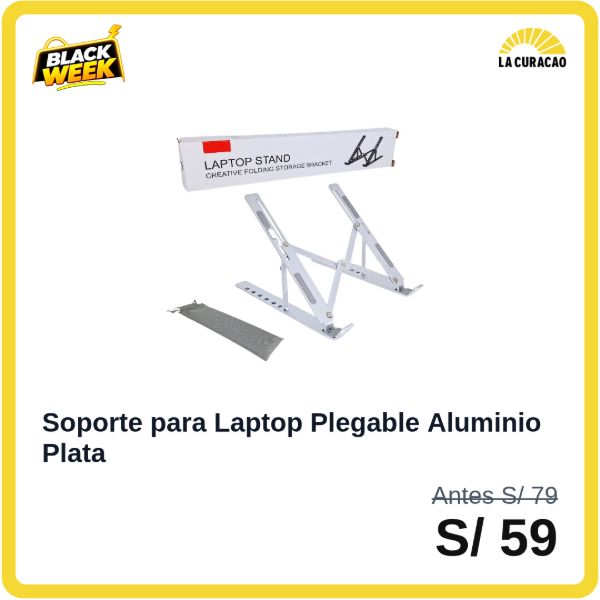 BLACK
WEEK
LA CURACAO
LAPTOP STAND
CREATIVE FOLDING STORAGE BRACKET
Soporte para Laptop Plegable Aluminio
Plata
Antes S/ 79
S/ 59